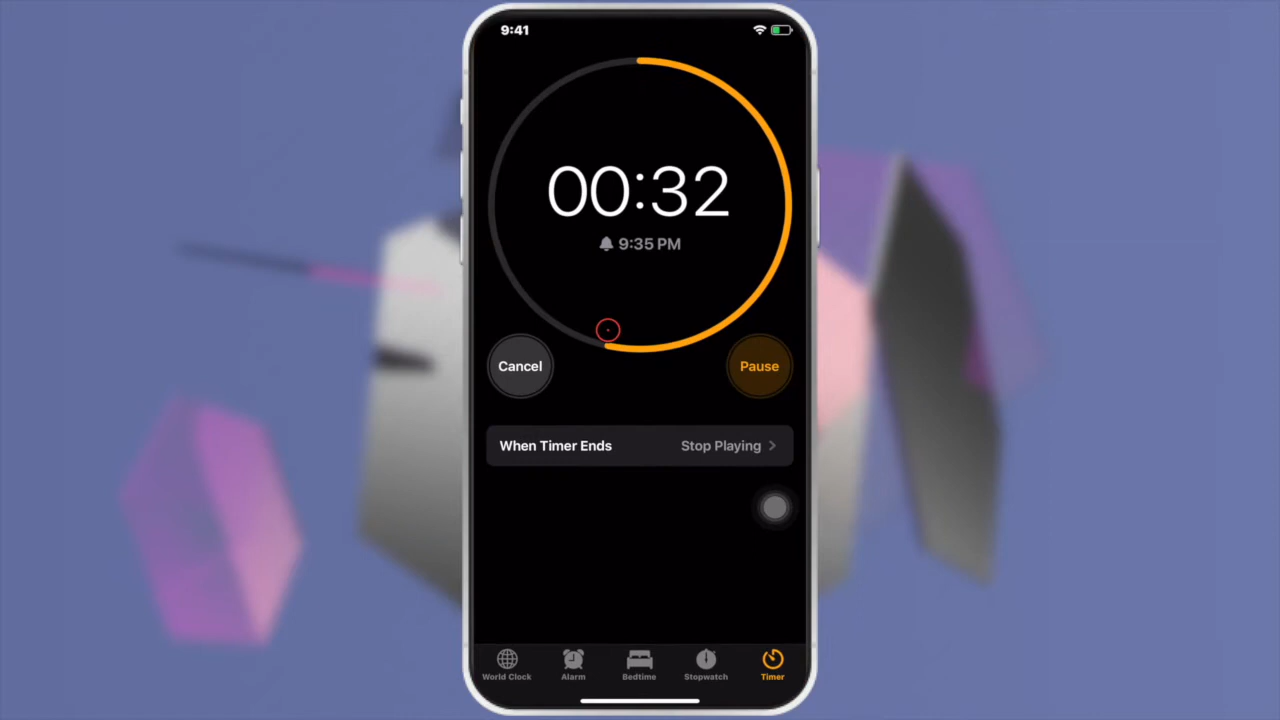 9:41
00:32
9:35 PM
Cancel
Pause
When Timer Ends
Stop Playing
World Clock
Alarm
Bedtime
Stopwatch
Timer